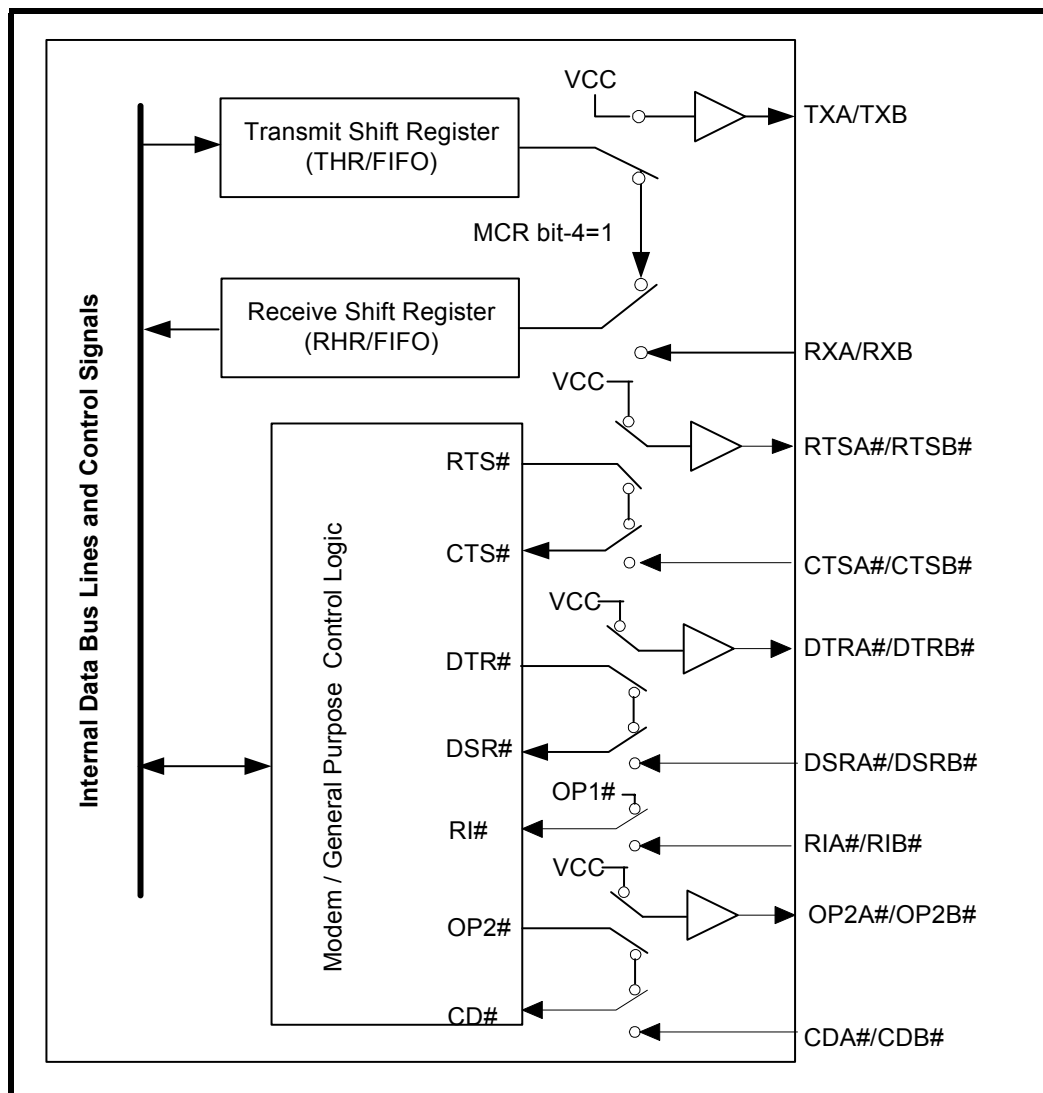 VCC
TXA/TXB
Transmit Shift Register
(THR/FIFO)
MCR bit-4=1
Receive Shift Register
(RHR/FIFO)
RXA/RXB
VCC
RTSA#/RTSB#
RTS#
CTS#
CTSA#/CTSB#
VCC
DTRA#/DTRB#
DTR#
DSR#
DSRA#/DSRB#
OP1#
RI#
RIA#/RIB#
VCC
OP2A#/OP2B#
OP2#
CD#
CDA#/CDB#
Internal Data Bus Lines and Control Signals
Modem / General Purpose Control Logic